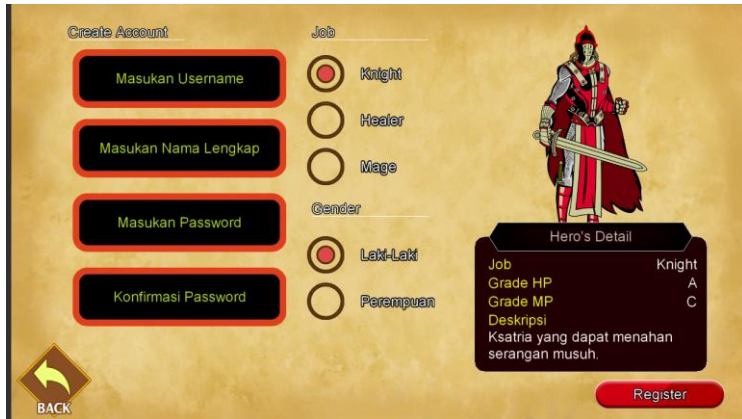 Create Account
Masukan Username
Masukan Nama Lengkap
Masukan Password
Konfirmasi Password
Job
Knight
Healer
Mage
Gender
Laki-Laki
Perempuan
Hero's Detail
Job Knight
Grade HP A
Grade MP C
Deskripsi
Ksatria yang dapat menahan
serangan musuh.
BACK
Register